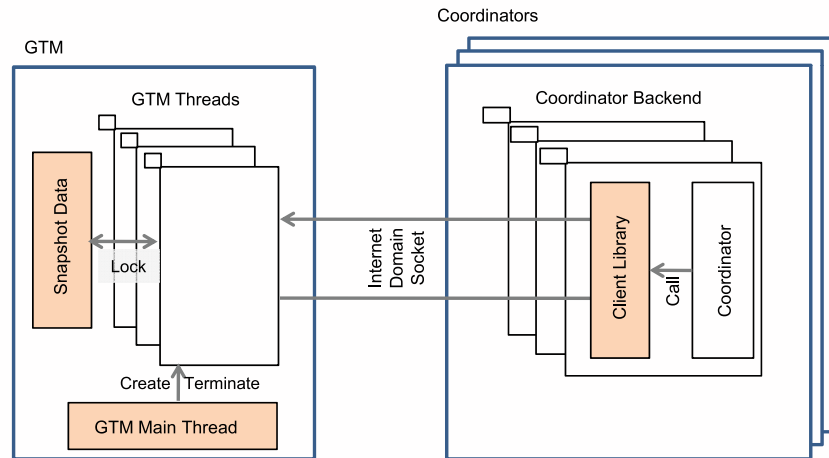 Coordinators
GTM
GTM Threads
Coordinator Backend
Snapshot Data
Lock
Internet
Domain
Socket
Client Library
Call
Coordinator
Create Terminate
GTM Main Thread